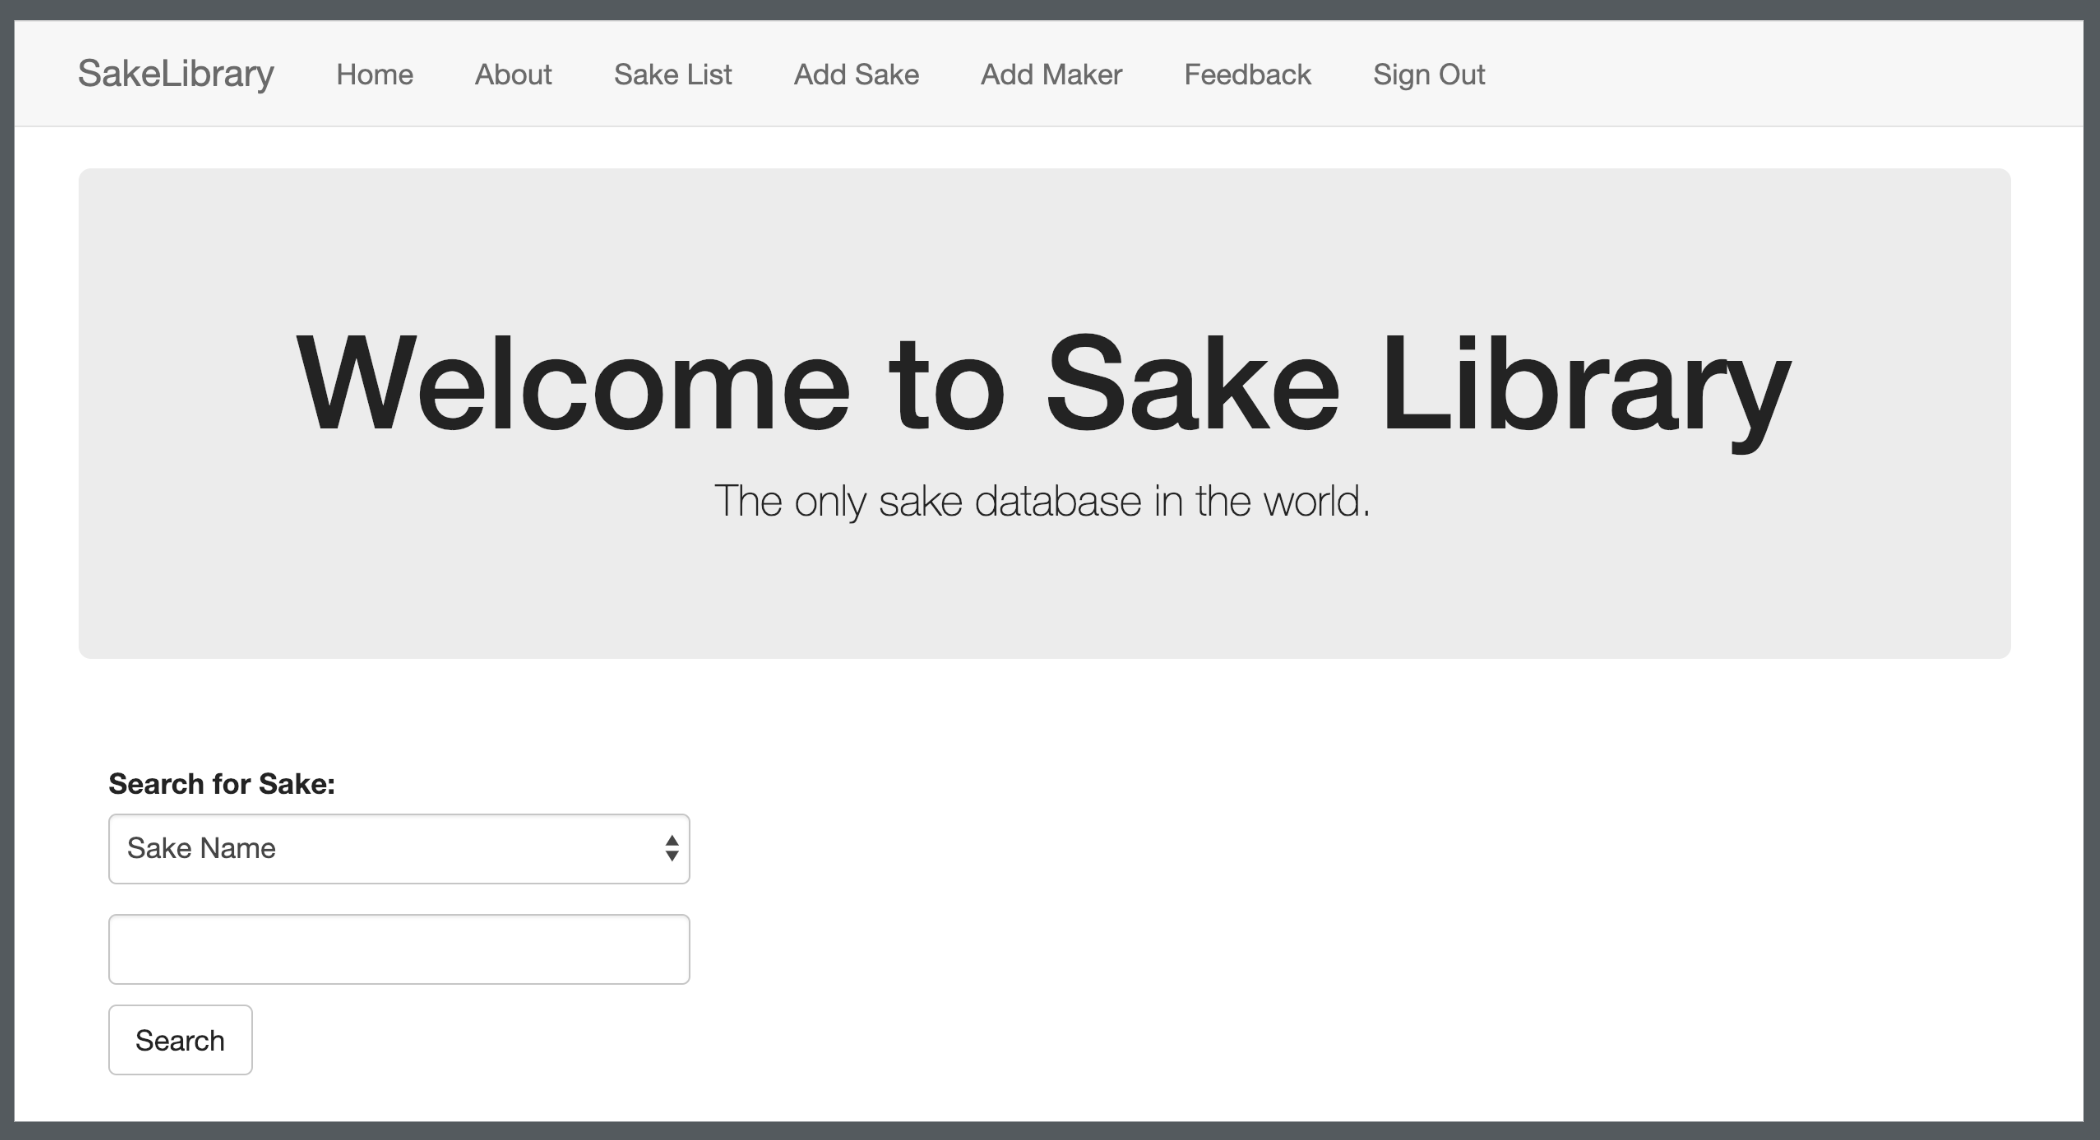 SakeLibrary Home About Sake List Add Sake Add Maker Feedback Sign Out
Welcome to Sake Library
The only sake database in the world.
Search for Sake:
Sake Name
Search